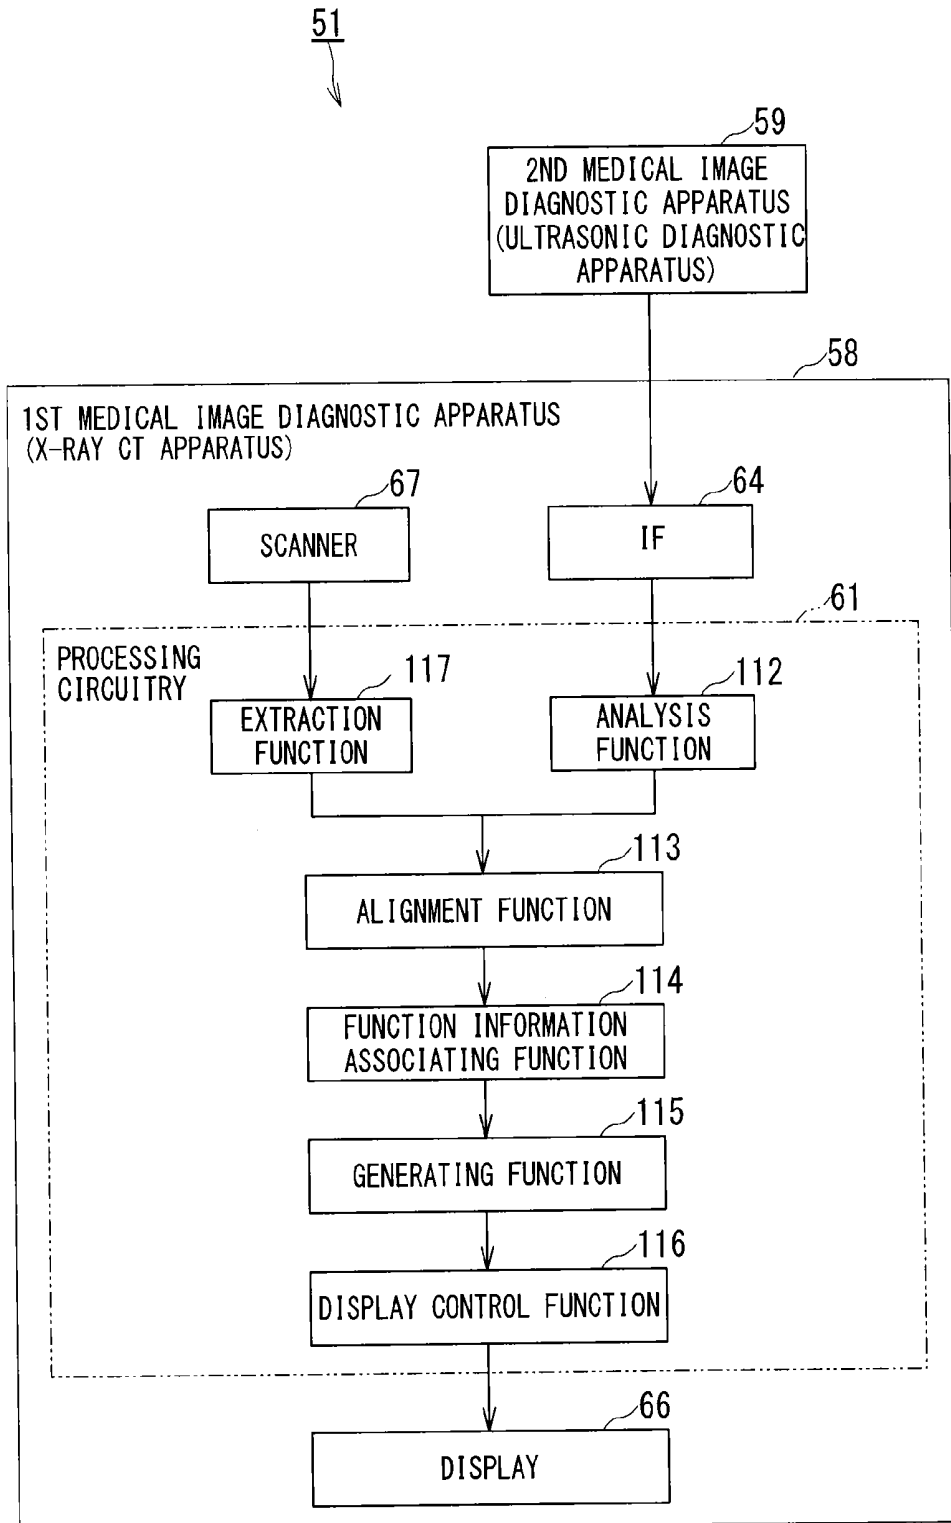 51
59
2ND MEDICAL IMAGE
DIAGNOSTIC APPARATUS
(ULTRASONIC DIAGNOSTIC
APPARATUS)
58
1ST MEDICAL IMAGE DIAGNOSTIC APPARATUS
(X-RAY CT APPARATUS)
67
SCANNER
64
IF
61
PROCESSING
CIRCUITRY
117
EXTRACTION
FUNCTION
112
ANALYSIS
FUNCTION
113
ALIGNMENT FUNCTION
114
FUNCTION INFORMATION
ASSOCIATING FUNCTION
115
GENERATING FUNCTION
116
DISPLAY CONTROL FUNCTION
66
DISPLAY